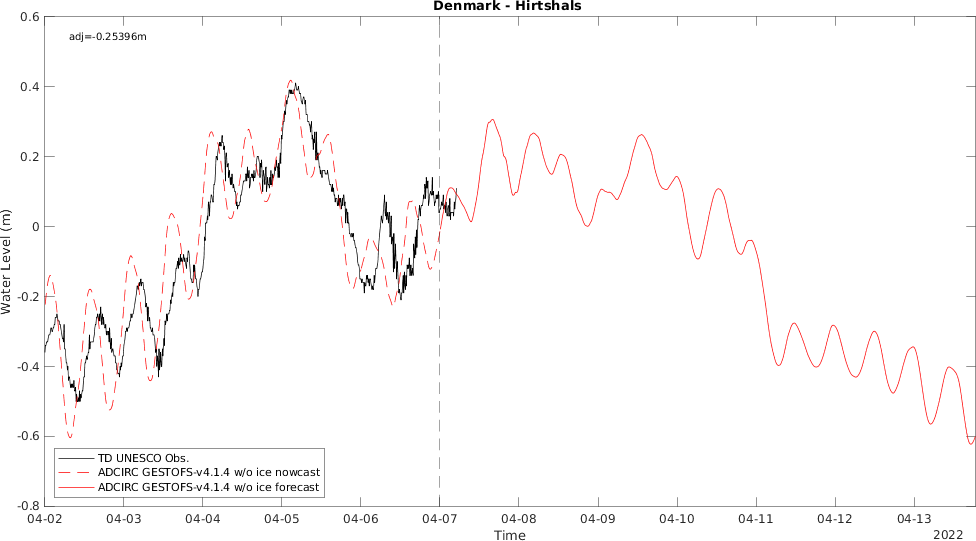 Denmark - Hirtshals
adj=-0.25396m
0.6
0.4
0.2
0
-0.2
-0.4
-0.6
-0.8
Water Level (m)
TD UNESCO Obs.
ADCIRC GESTOFS-v4.1.4 w/o ice nowcast
ADCIRC GESTOFS-v4.1.4 w/o ice forecast
04-02 04-03 04-04 04-05 04-06 04-07 04-08 04-09 04-10 04-11 04-12 04-13
Time
2022